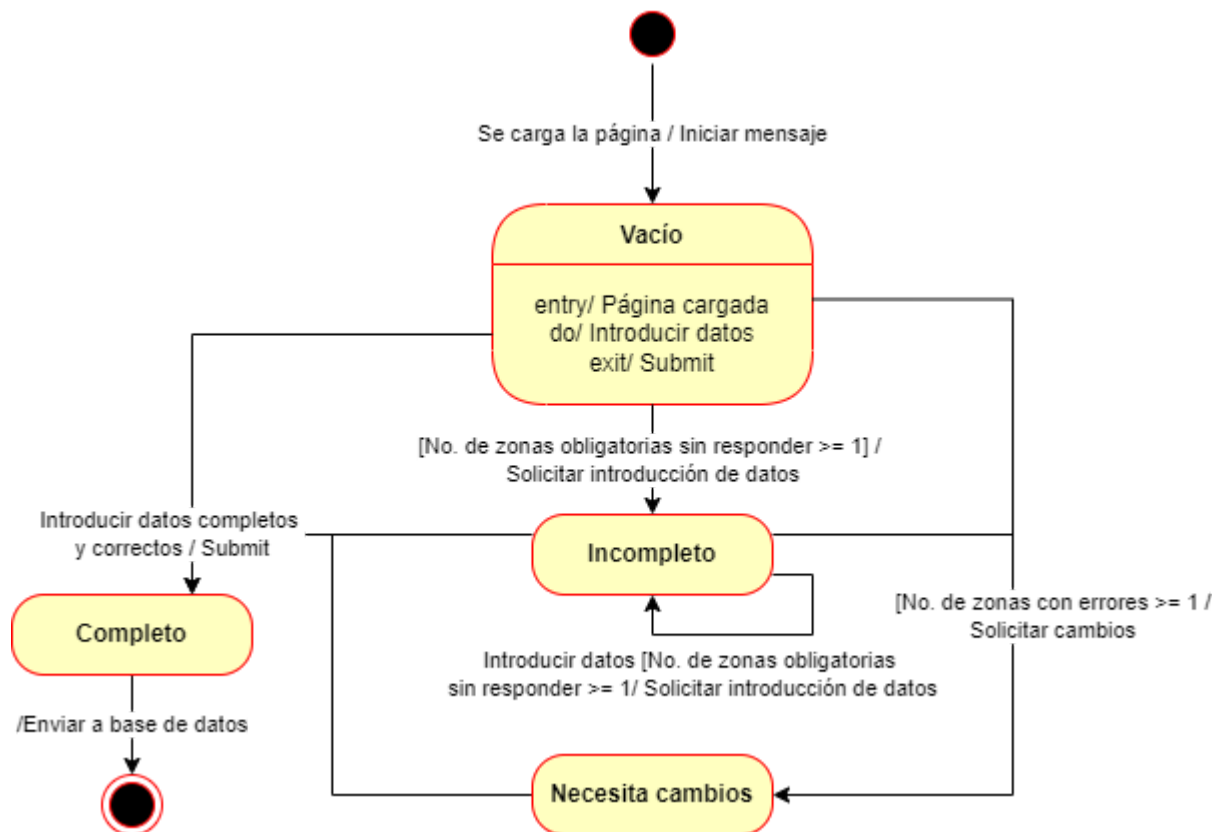 Se carga la página / Iniciar mensaje
Vacío
entry/ Página cargada
do/ Introducir datos
exit/ Submit
[No. de zonas obligatorias sin responder >= 1] /
Solicitar introducción de datos
Introducir datos completos
y correctos / Submit
Incompleto
[No. de zonas con errores >= 1 /
Solicitar cambios
Completo
Introducir datos [No. de zonas obligatorias
sin responder >= 1/ Solicitar introducción de datos
/Enviar a base de datos
Necesita cambios